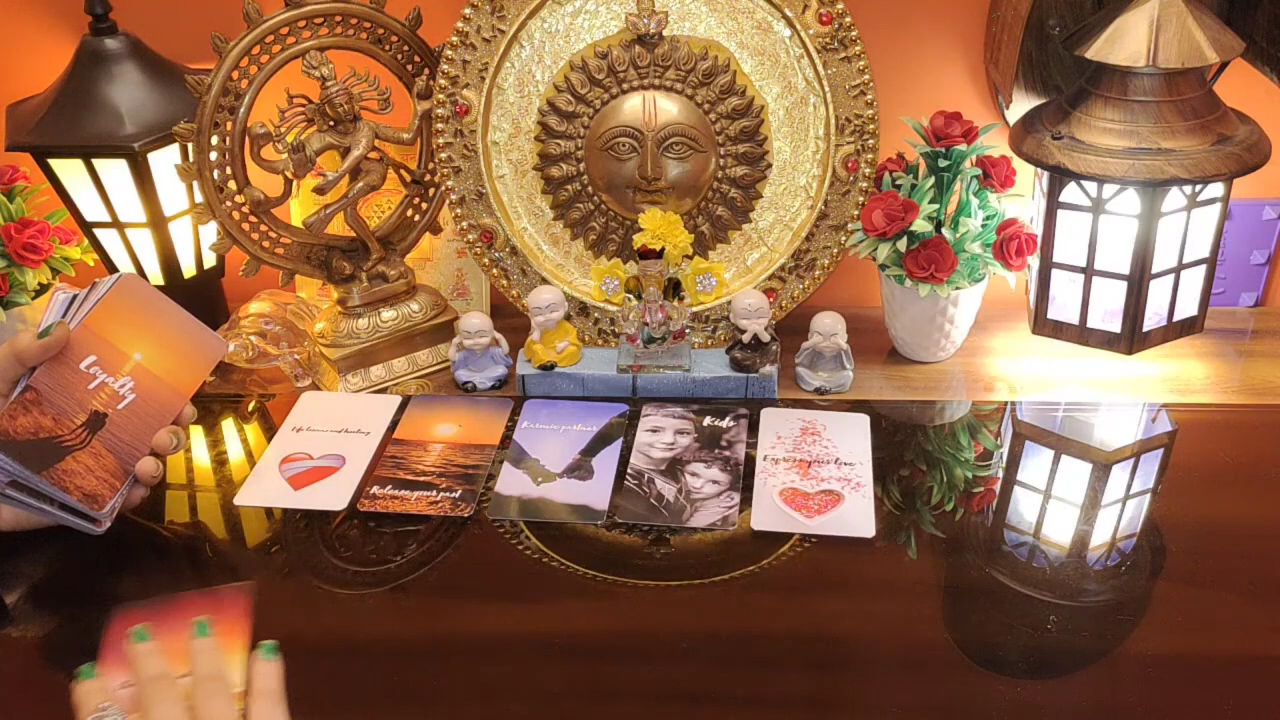 Loyalty
Life lessons and healing
Release your past
Karmic partner
Kids
Express your love